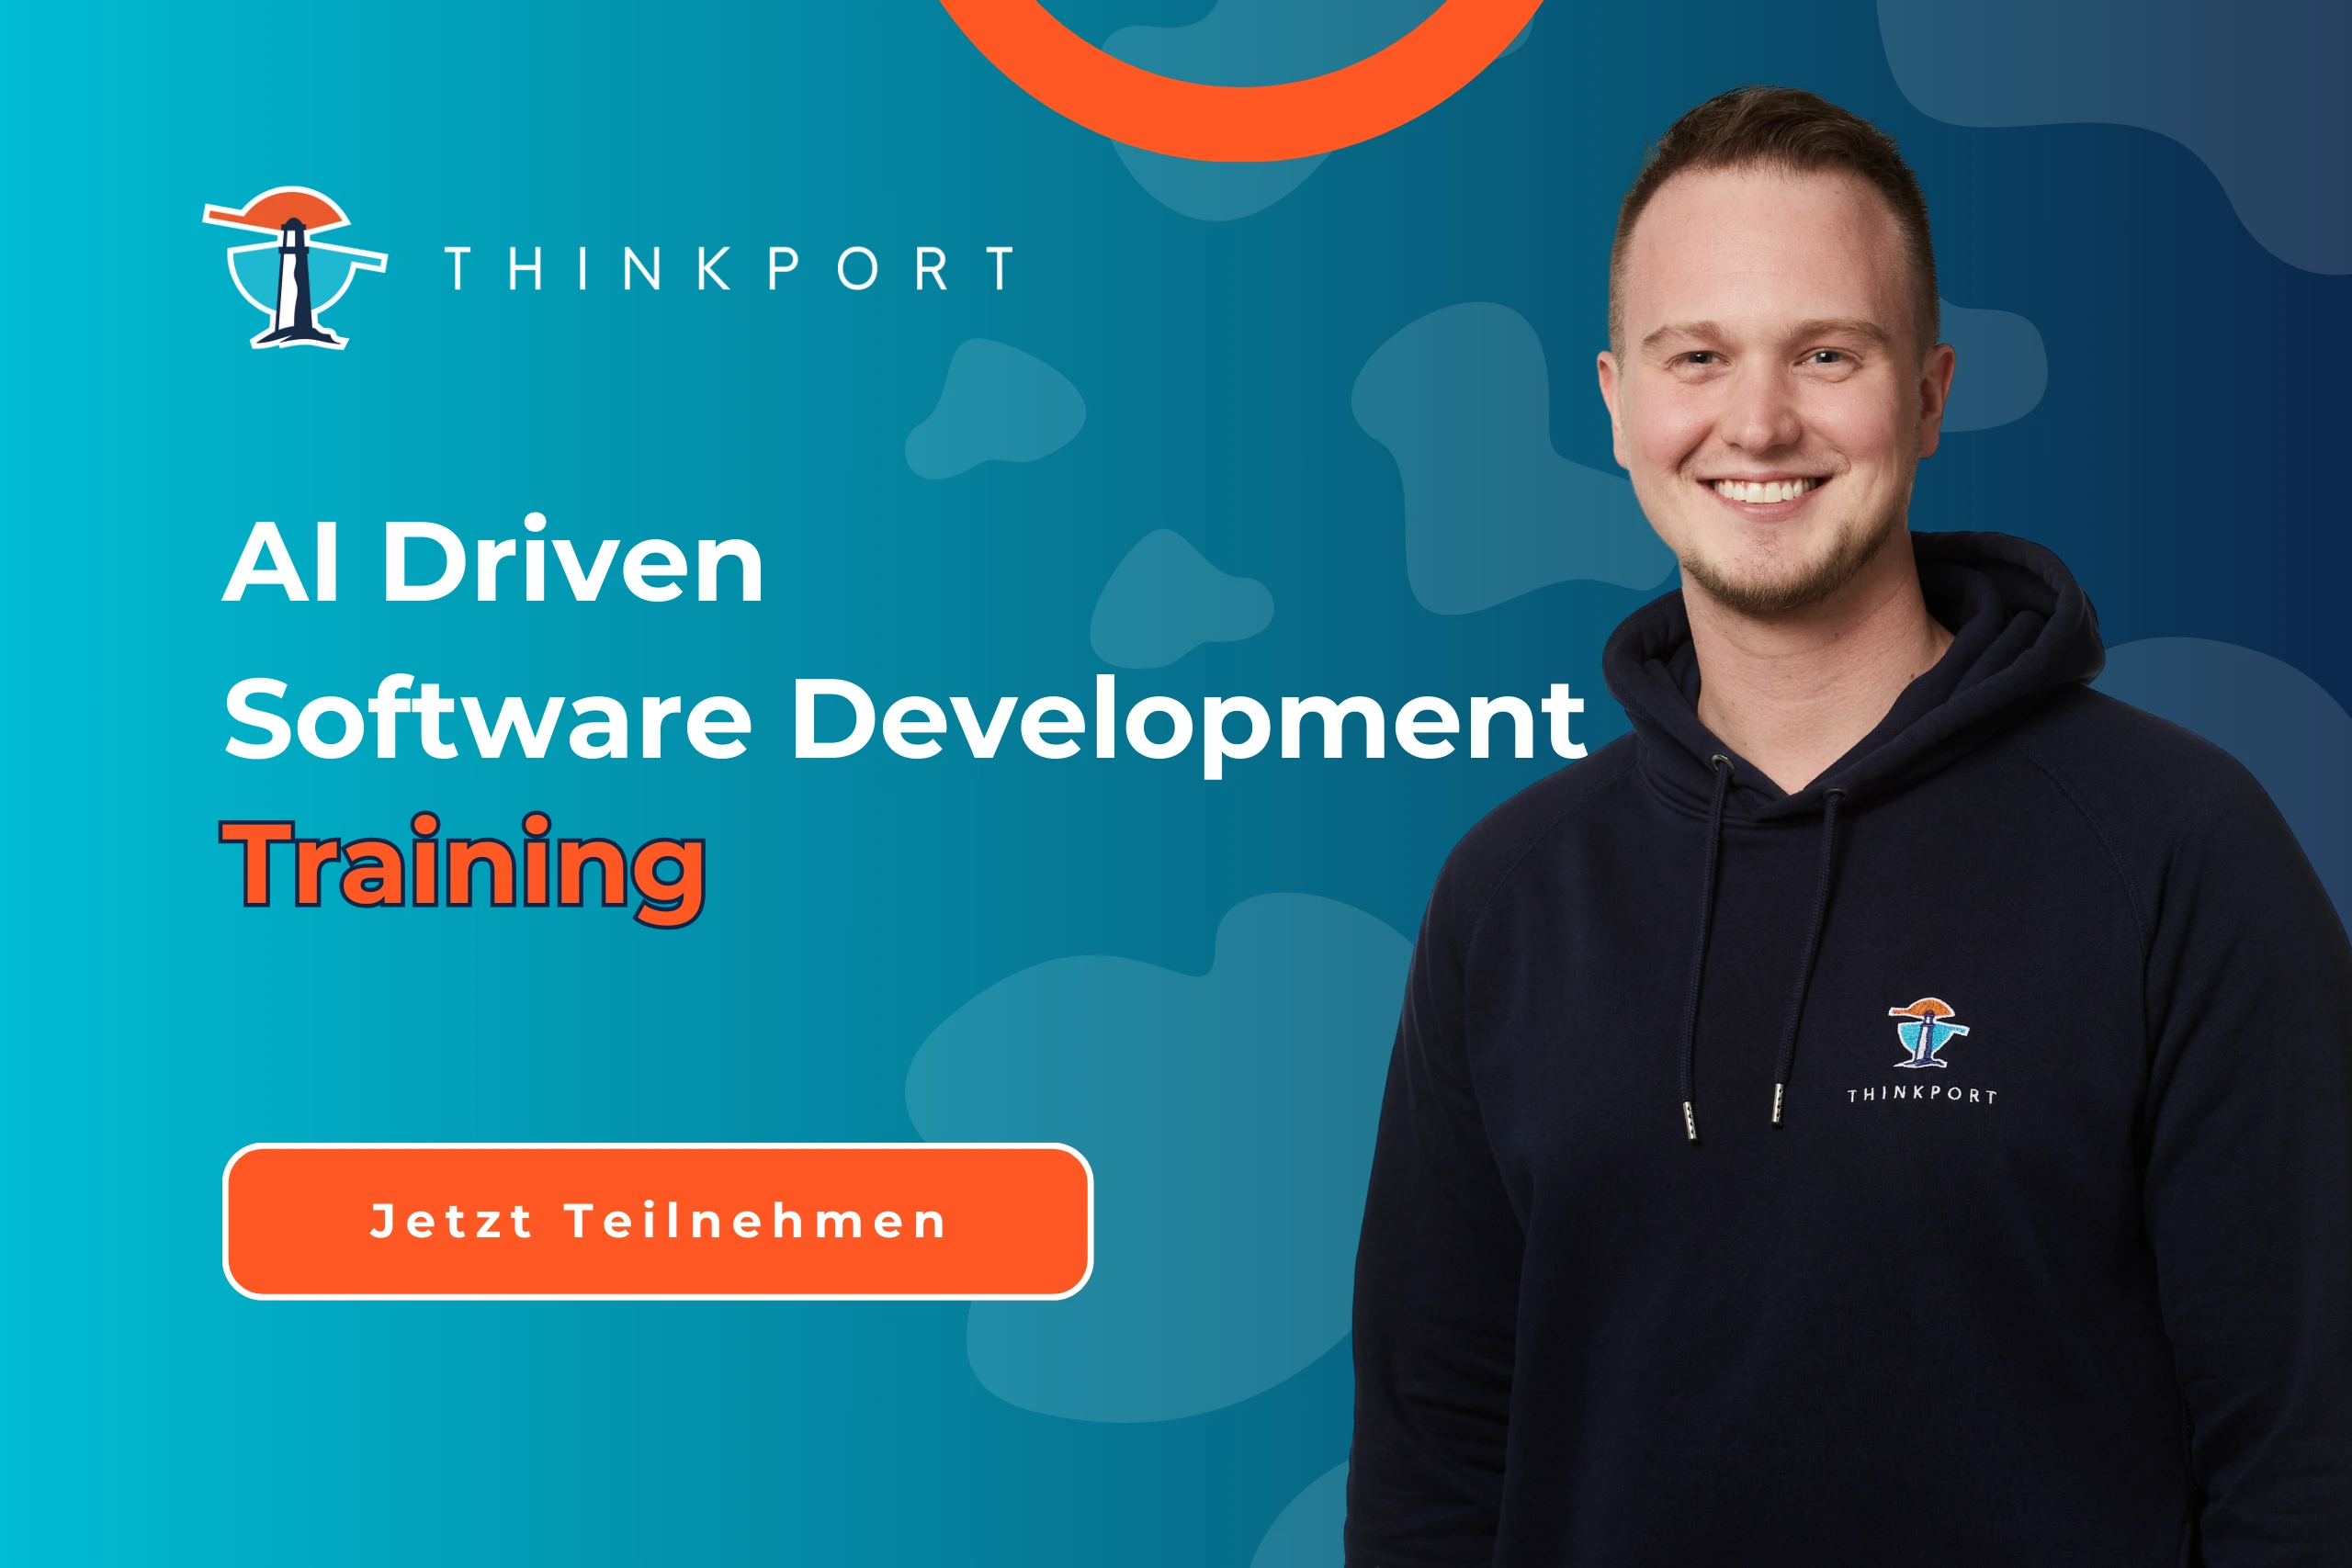 THINKPORT
AI Driven
Software Development
Training
THINKPORT
Jetzt Teilnehmen